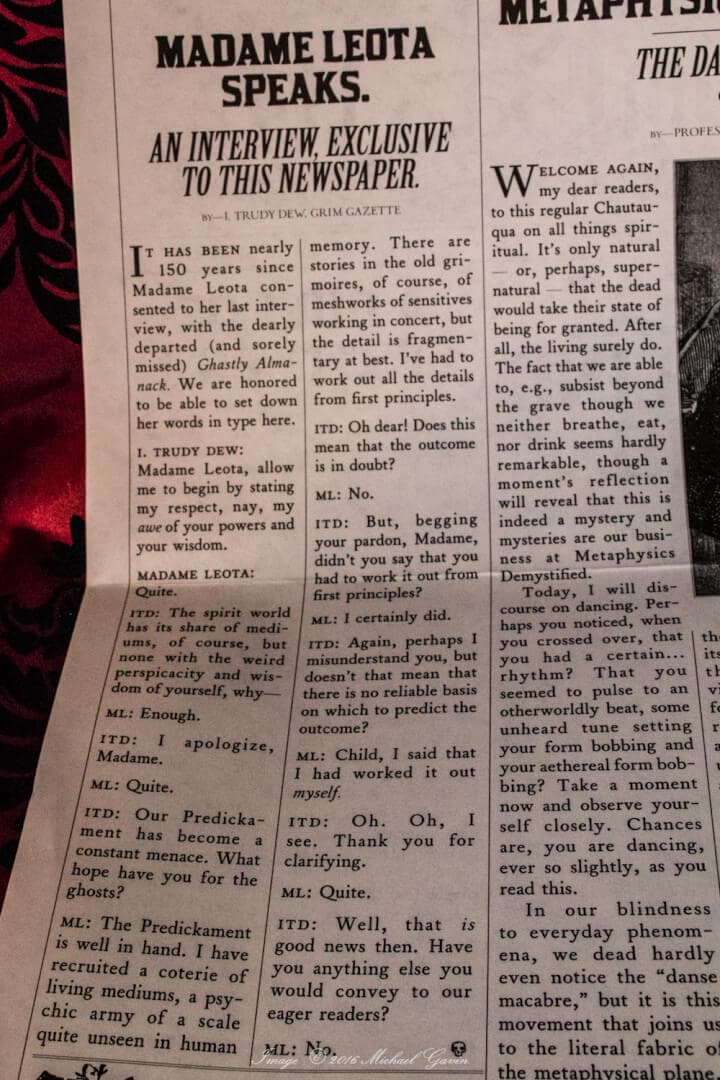 MADAME LEOTA
SPEAKS.
AN INTERVIEW, EXCLUSIVE
TO THIS NEWSPAPER.
BY—I. TRUDY DEW, GRIM GAZETTE
IT HAS BEEN nearly
150 years since
Madame Leota con-
sented to her last inter-
view, with the dearly
departed (and sorely
missed) Ghastly Alma-
nack. We are honored
to be able to set down
her words in type here.
I. TRUDY DEW:
Madame Leota, allow
me to begin by stating
my respect, nay, my
awe of your powers and
your wisdom.
MADAME LEOTA:
Quite.
ITD: The spirit world
has its share of medi-
ums, of course, but
none with the weird
perspicacity and wis-
dom of yourself, why—
ML: Enough.
ITD: I apologize,
Madame.
ML: Quite.
ITD: Our Predicka-
ment has become a
constant menace. What
hope have you for the
ghosts?
ML: The Predickament
is well in hand. I have
recruited a coterie of
living mediums, a psy-
chic army of a scale
quite unseen in human
memory. There are
stories in the old gri-
moires, of course, of
meshworks of sensitives
working in concert, but
the detail is fragmen-
tary at best. I've had to
work out all the details
from first principles.
ITD: Oh dear! Does this
mean that the outcome
is in doubt?
ML: No.
ITD: But, begging
your pardon, Madame,
didn't you say that you
had to work it out from
first principles?
ML: I certainly did.
ITD: Again, perhaps I
misunderstand you, but
doesn't that mean that
there is no reliable basis
on which to predict the
outcome?
ML: Child, I said that
I had worked it out
myself.
ITD: Oh. Oh, I
see. Thank you for
clarifying.
ML: Quite.
ITD: Well, that is
good news then. Have
you anything else you
would convey to our
eager readers?
ML: No.
THE DA
BY—PROFES
WELCOME AGAIN,
my dear readers,
to this regular Chautau-
qua on all things spir-
itual. It's only natural
— or, perhaps, super-
natural — that the dead
would take their state of
being for granted. After
all, the living surely do.
The fact that we are able
to, e.g., subsist beyond
the grave though we
neither breathe, eat,
nor drink seems hardly
remarkable, though a
moment's reflection
will reveal that this is
indeed a mystery and
mysteries are our busi-
ness at Metaphysics
Demystified.
Today, I will dis-
course on dancing. Per-
haps you noticed, when
you crossed over, that
you had a certain...
rhythm? That you
seemed to pulse to an
otherworldly beat, some
unheard tune setting
your form bobbing and
your aethereal form bob-
bing? Take a moment
now and observe your-
self closely. Chances
are, you are dancing,
ever so slightly, as you
read this.
In our blindness
to everyday phenom-
ena, we dead hardly
even notice the "danse
macabre," but it is this
movement that joins us
to the literal fabric of
the metaphysical plane.
Image © 2016 Michael Gavin